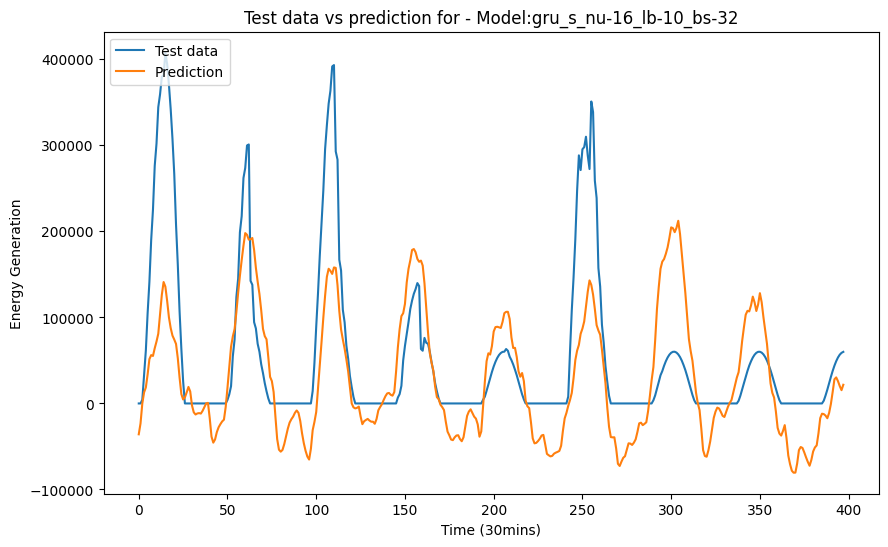 Test data vs prediction for - Model:gru_s_nu-16_lb-10_bs-32
Test data
Prediction
400000
300000
200000
100000
0
−100000
Energy Generation
0 50 100 150 200 250 300 350 400
Time (30mins)